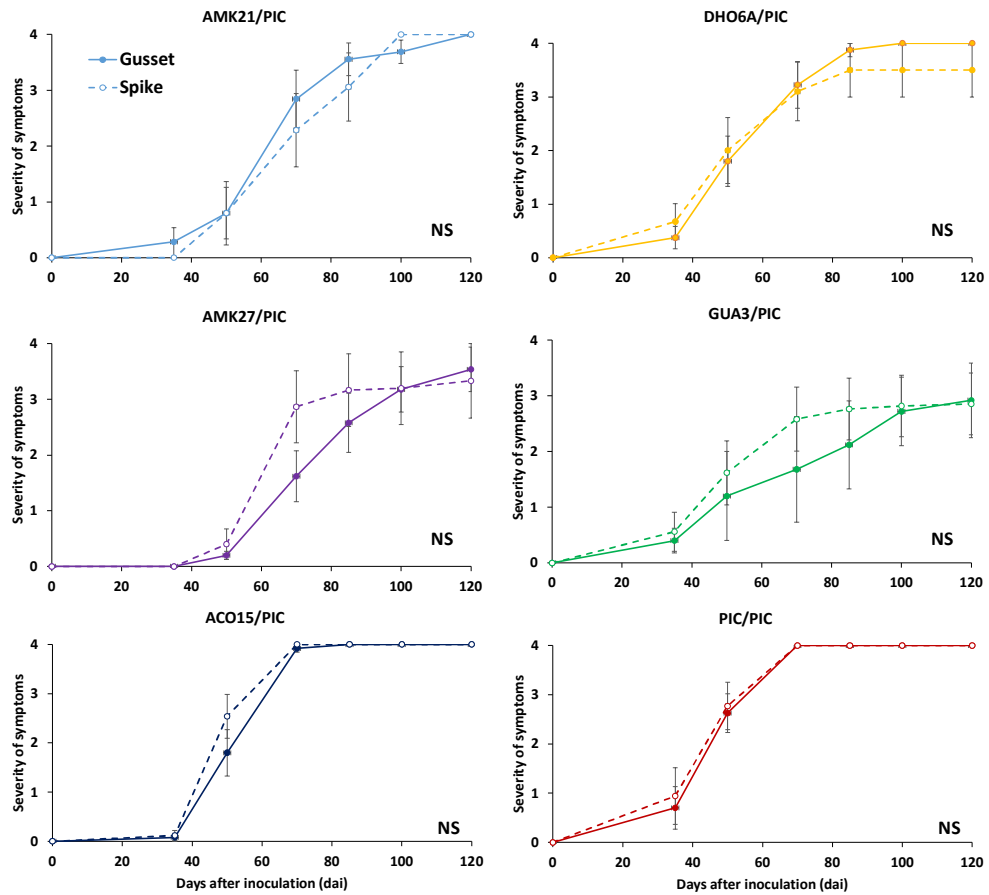 AMK21/PIC
Severity of symptoms
4
3
2
1
0
Gusset
Spike
NS
0 20 40 60 80 100 120
DHO6A/PIC
Severity of symptoms
4
3
2
1
0
NS
0 20 40 60 80 100 120
AMK27/PIC
Severity of symptoms
4
3
2
1
0
NS
0 20 40 60 80 100 120
GUA3/PIC
Severity of symptoms
4
3
2
1
0
NS
0 20 40 60 80 100 120
ACO15/PIC
Severity of symptoms
4
3
2
1
0
NS
0 20 40 60 80 100 120
Days after inoculation (dai)
PIC/PIC
Severity of symptoms
4
3
2
1
0
NS
0 20 40 60 80 100 120
Days after inoculation (dai)